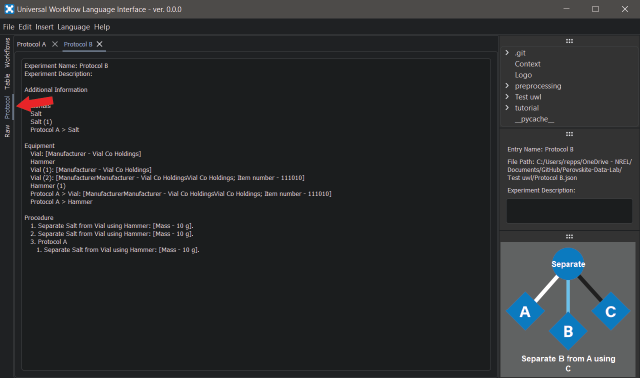 Universal Workflow Language Interface - ver. 0.0.0
File Edit Insert Language Help
Workflows
Table
Protocol
Raw
Protocol A
Protocol B
Experiment Name: Protocol B
Experiment Description:
Additional Information
Salt
Salt (1)
Protocol A > Salt
Equipment
Vial: [Manufacturer - Vial Co Holdings]
Hammer
Vial (1): [Manufacturer - Vial Co Holdings]
Vial (2): [ManufacturerManufacturer - Vial Co HoldingsVial Co Holdings; Item number - 111010]
Hammer (1)
Protocol A > Vial: [ManufacturerManufacturer - Vial Co HoldingsVial Co Holdings; Item number - 111010]
Protocol A > Hammer
Procedure
1. Separate Salt from Vial using Hammer: [Mass - 10 g].
2. Separate Salt from Vial using Hammer: [Mass - 10 g].
3. Protocol A
1. Separate Salt from Vial using Hammer: [Mass - 10 g].
.git
Context
Logo
preprocessing
Test uwl
tutorial
__pycache__
Entry Name: Protocol B
File Path: C:/Users/repps/OneDrive - NREL/
Documents/GitHub/Perovskite-Data-Lab/
Test uwl/Protocol B.json
Experiment Description:
Separate
A
B
C
Separate B from A using
C